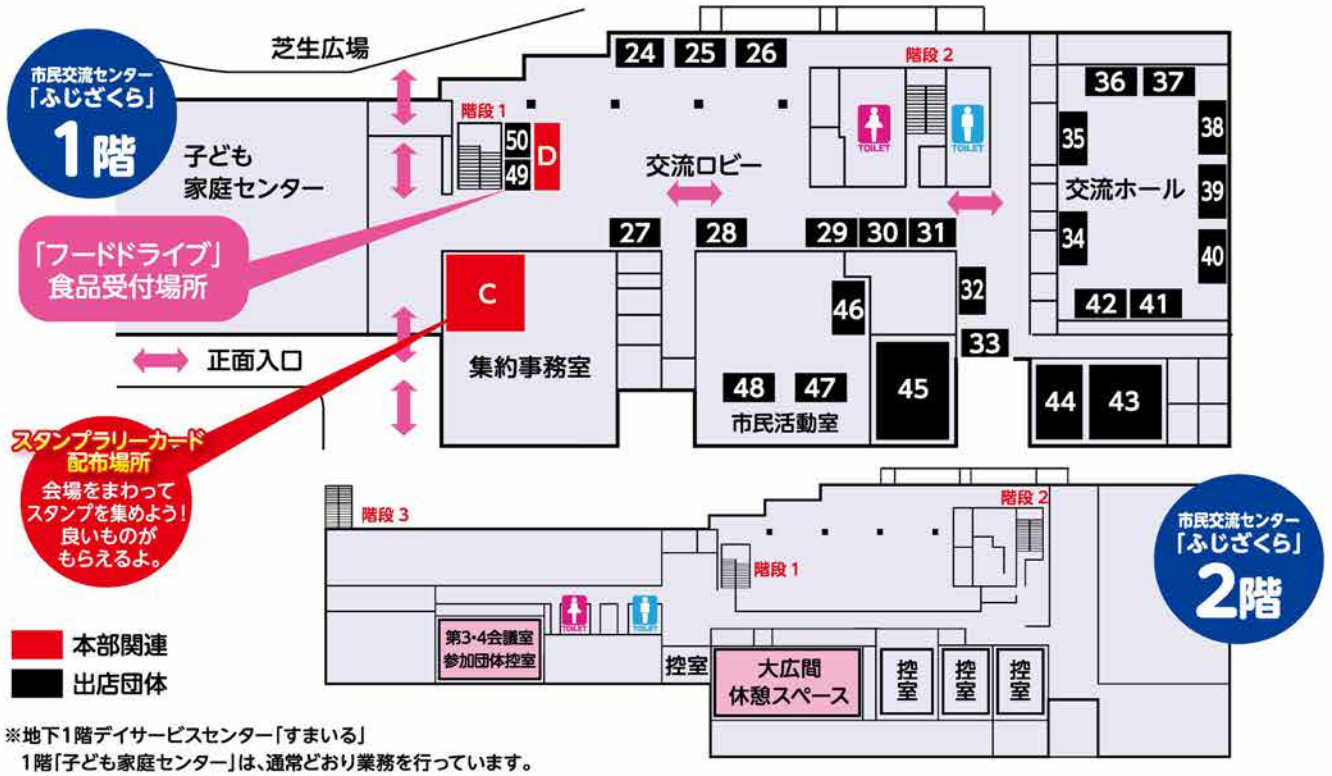 市民交流センター
「ふじざくら」
1階
芝生広場
階段1
階段2
24
25
26
36
37
35
38
39
34
40
42
41
50
49
D
TOILET
TOILET
子ども
家庭センター
交流ロビー
交流ホール
「フードドライブ」
食品受付場所
27
28
29
30
31
32
33
C
46
集約事務室
48
47
45
市民活動室
44
43
正面入口
スタンプラリーカード
配布場所
会場をまわって
スタンプを集めよう!
良いものが
もらえるよ。
市民交流センター
「ふじざくら」
2階
階段3
階段2
階段1
TOILET
TOILET
第3・4会議室
参加団体控室
控室
大広間
休憩スペース
控室
控室
控室
本部関連
出店団体
※地下1階デイサービスセンター「すまいる」
1階「子ども家庭センター」は、通常どおり業務を行っています。